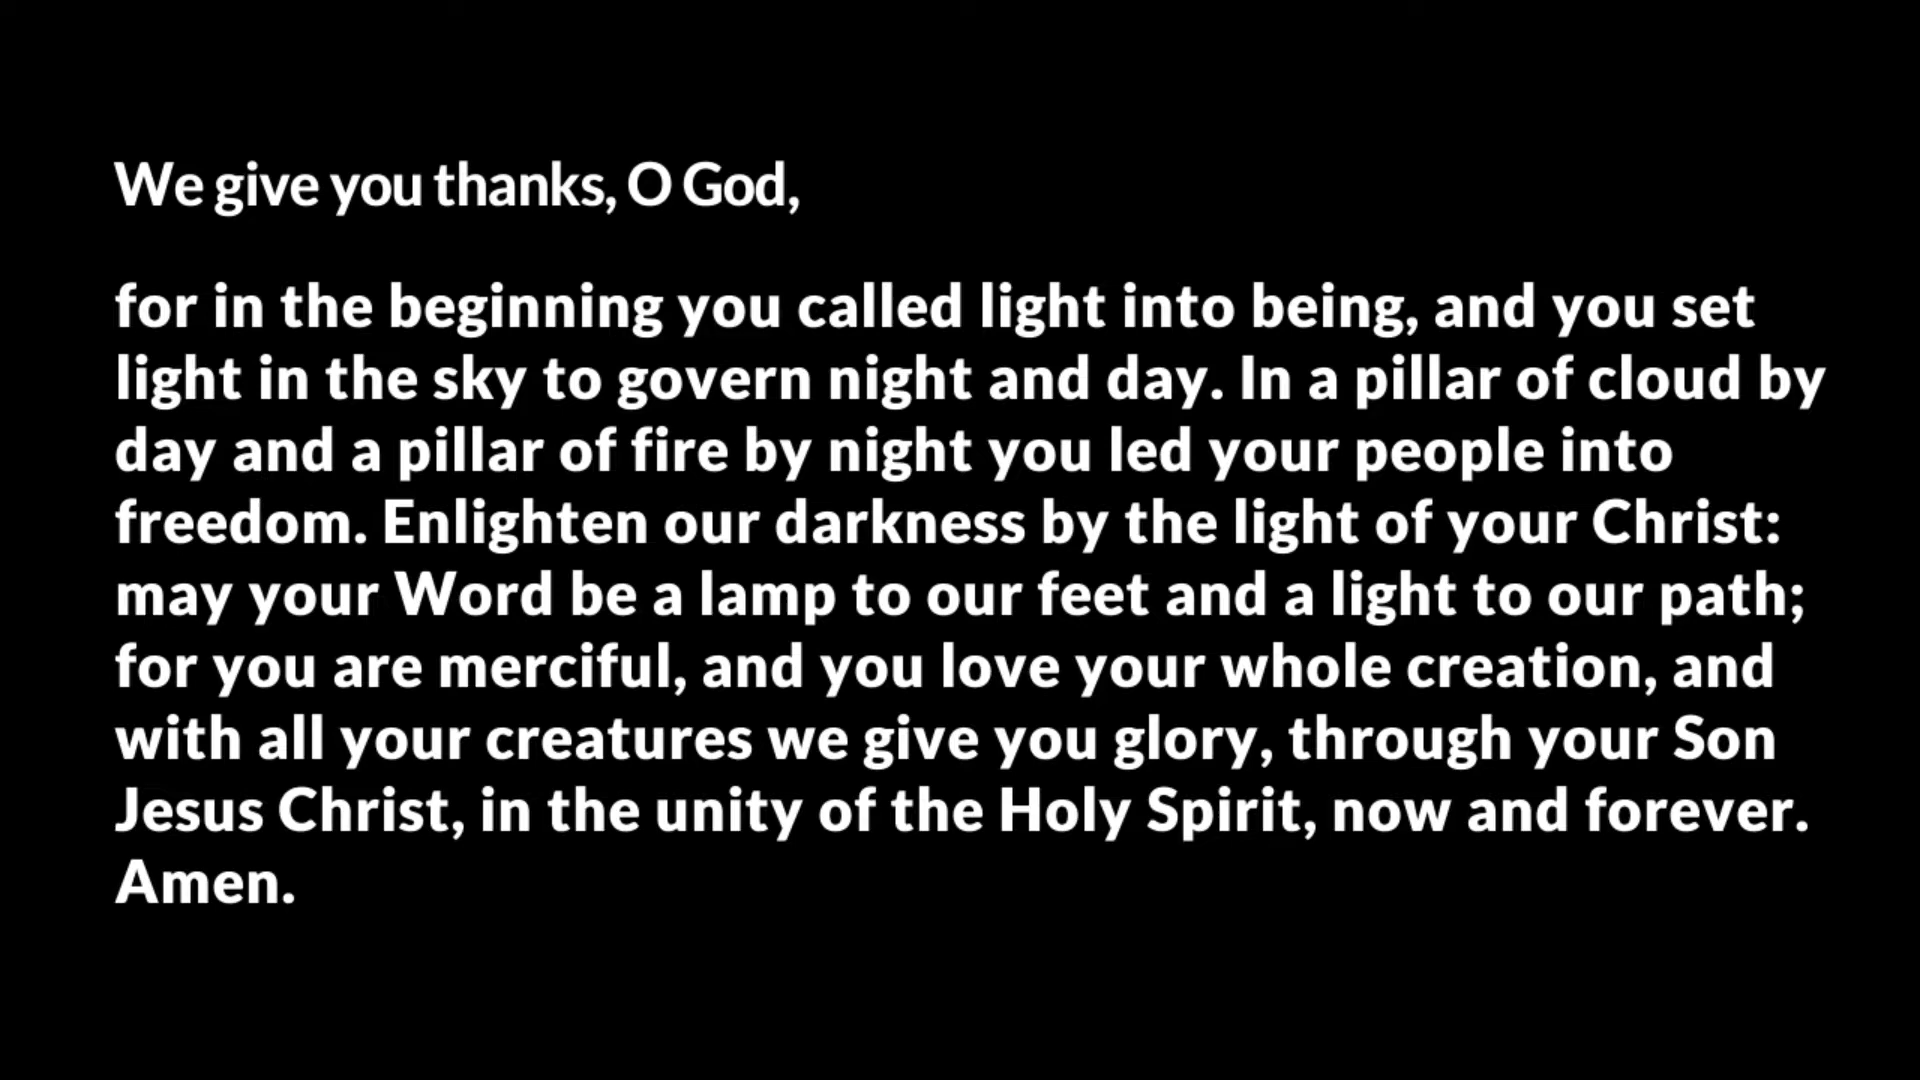 We give you thanks, O God,
for in the beginning you called light into being, and you set
light in the sky to govern night and day. In a pillar of cloud by
day and a pillar of fire by night you led your people into
freedom. Enlighten our darkness by the light of your Christ:
may your Word be a lamp to our feet and a light to our path;
for you are merciful, and you love your whole creation, and
with all your creatures we give you glory, through your Son
Jesus Christ, in the unity of the Holy Spirit, now and forever.
Amen.